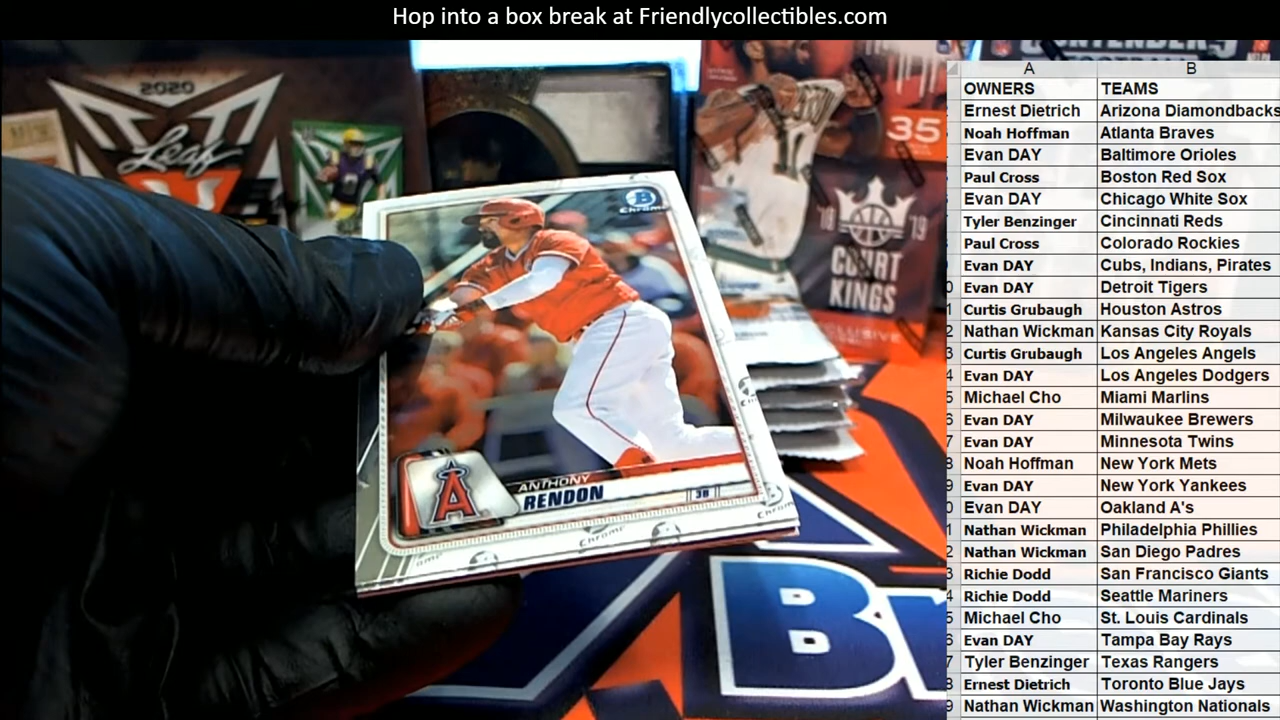 Hop into a box break at Friendlycollectibles.com
2020
Leaf
35
COURT
KINGS
B
Chrome
ANTHONY
RENDON
3B
A
Chrome
Chrome
Br
A B
OWNERS TEAMS
Ernest Dietrich Arizona Diamondbacks
Noah Hoffman Atlanta Braves
Evan DAY Baltimore Orioles
Paul Cross Boston Red Sox
Evan DAY Chicago White Sox
Tyler Benzinger Cincinnati Reds
Paul Cross Colorado Rockies
Evan DAY Cubs, Indians, Pirates
Evan DAY Detroit Tigers
Curtis Grubaugh Houston Astros
Nathan Wickman Kansas City Royals
Curtis Grubaugh Los Angeles Angels
Evan DAY Los Angeles Dodgers
Michael Cho Miami Marlins
Evan DAY Milwaukee Brewers
Evan DAY Minnesota Twins
Noah Hoffman New York Mets
Evan DAY New York Yankees
Evan DAY Oakland A's
Nathan Wickman Philadelphia Phillies
Nathan Wickman San Diego Padres
Richie Dodd San Francisco Giants
Richie Dodd Seattle Mariners
Michael Cho St. Louis Cardinals
Evan DAY Tampa Bay Rays
Tyler Benzinger Texas Rangers
Ernest Dietrich Toronto Blue Jays
Nathan Wickman Washington Nationals